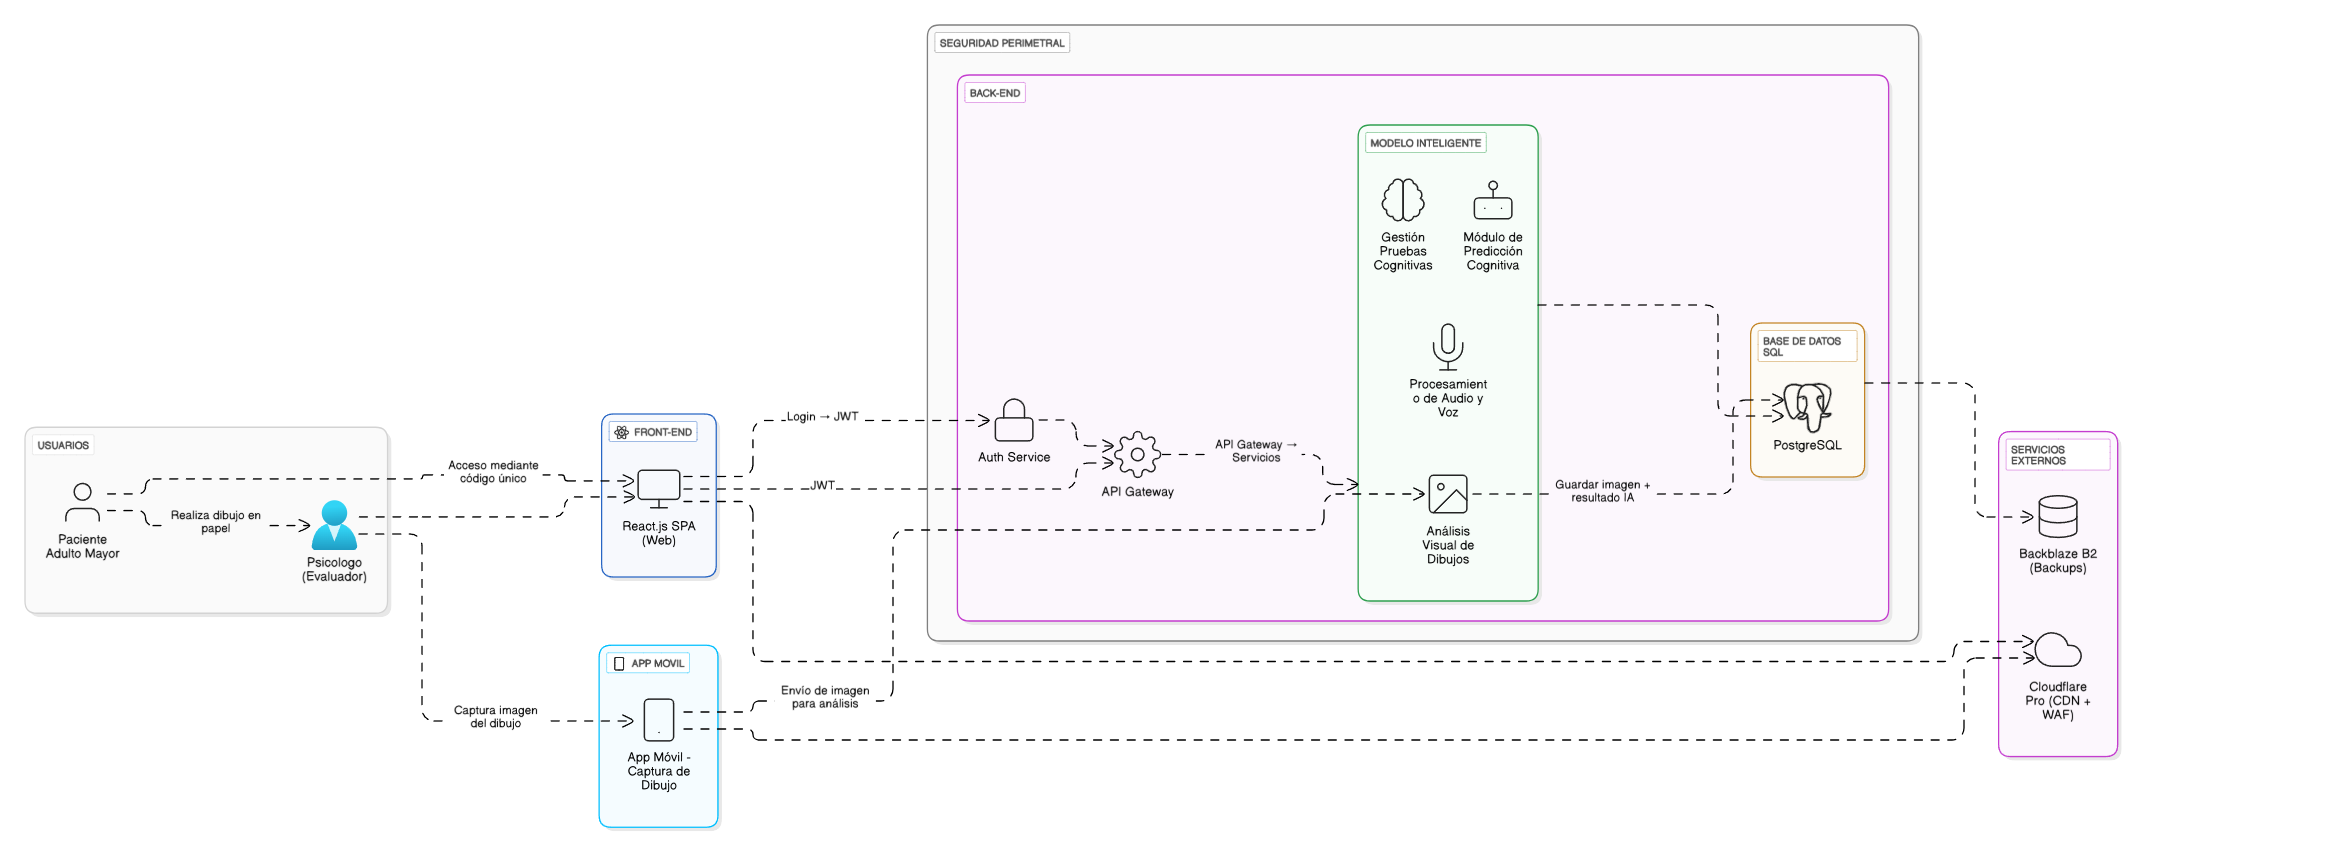 SEGURIDAD PERIMETRAL
BACK-END
MODELO INTELIGENTE
Gestión
Pruebas
Cognitivas
Módulo de
Predicción
Cognitiva
Procesamient
o de Audio y
Voz
Análisis
Visual de
Dibujos
BASE DE DATOS
SQL
PostgreSQL
Auth Service
API Gateway
API Gateway →
Servicios
Guardar imagen +
resultado IA
Login → JWT
JWT
USUARIOS
Paciente
Adulto Mayor
Realiza dibujo en
papel
Psicologo
(Evaluador)
Acceso mediante
código único
FRONT-END
React.js SPA
(Web)
Captura imagen
del dibujo
APP MOVIL
App Móvil -
Captura de
Dibujo
Envío de imagen
para análisis
SERVICIOS
EXTERNOS
Backblaze B2
(Backups)
Cloudflare
Pro (CDN +
WAF)